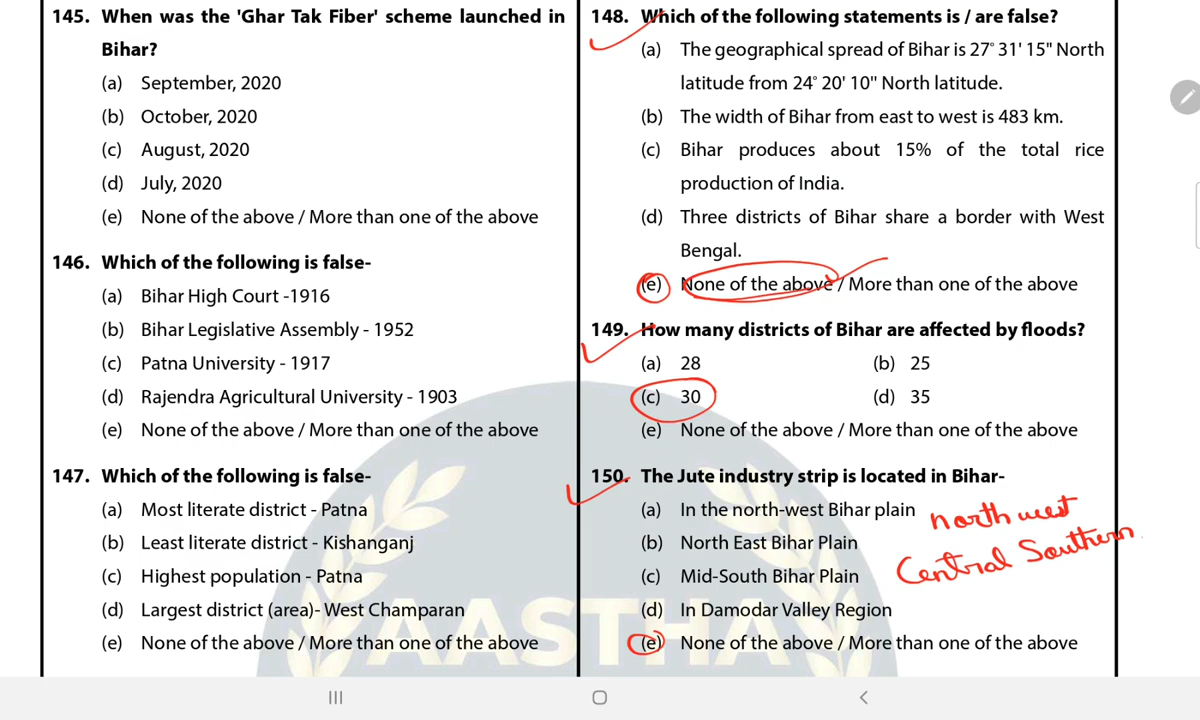 145. When was the 'Ghar Tak Fiber' scheme launched in
Bihar?
(a) September, 2020
(b) October, 2020
(c) August, 2020
(d) July, 2020
(e) None of the above / More than one of the above
146. Which of the following is false-
(a) Bihar High Court -1916
(b) Bihar Legislative Assembly - 1952
(c) Patna University - 1917
(d) Rajendra Agricultural University - 1903
(e) None of the above / More than one of the above
147. Which of the following is false-
(a) Most literate district - Patna
(b) Least literate district - Kishanganj
(c) Highest population - Patna
(d) Largest district (area)- West Champaran
(e) None of the above / More than one of the above
148. Which of the following statements is / are false?
(a) The geographical spread of Bihar is 27° 31' 15" North
latitude from 24° 20' 10" North latitude.
(b) The width of Bihar from east to west is 483 km.
(c) Bihar produces about 15% of the total rice
production of India.
(d) Three districts of Bihar share a border with West
Bengal.
(e) None of the above / More than one of the above
149. How many districts of Bihar are affected by floods?
(a) 28 (b) 25
(c) 30 (d) 35
(e) None of the above / More than one of the above
150. The Jute industry strip is located in Bihar-
(a) In the north-west Bihar plain
north west
(b) North East Bihar Plain
Central Southern
(c) Mid-South Bihar Plain
(d) In Damodar Valley Region
(e) None of the above / More than one of the above
AASTHA